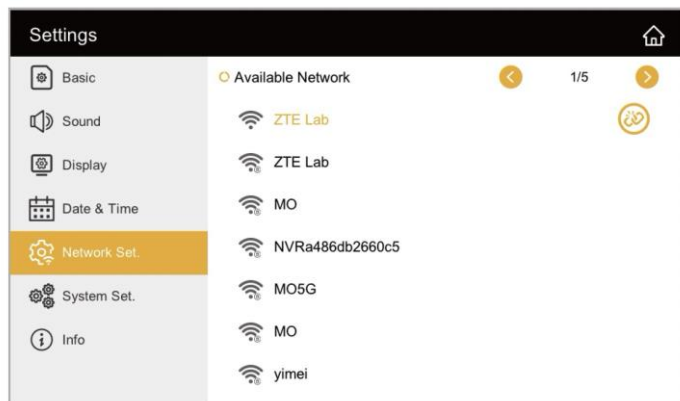 Settings
Basic
Sound
Display
Date & Time
Network Set.
System Set.
Info
Available Network
1/5
ZTE Lab
ZTE Lab
MO
NVRa486db2660c5
MO5G
MO
yimei